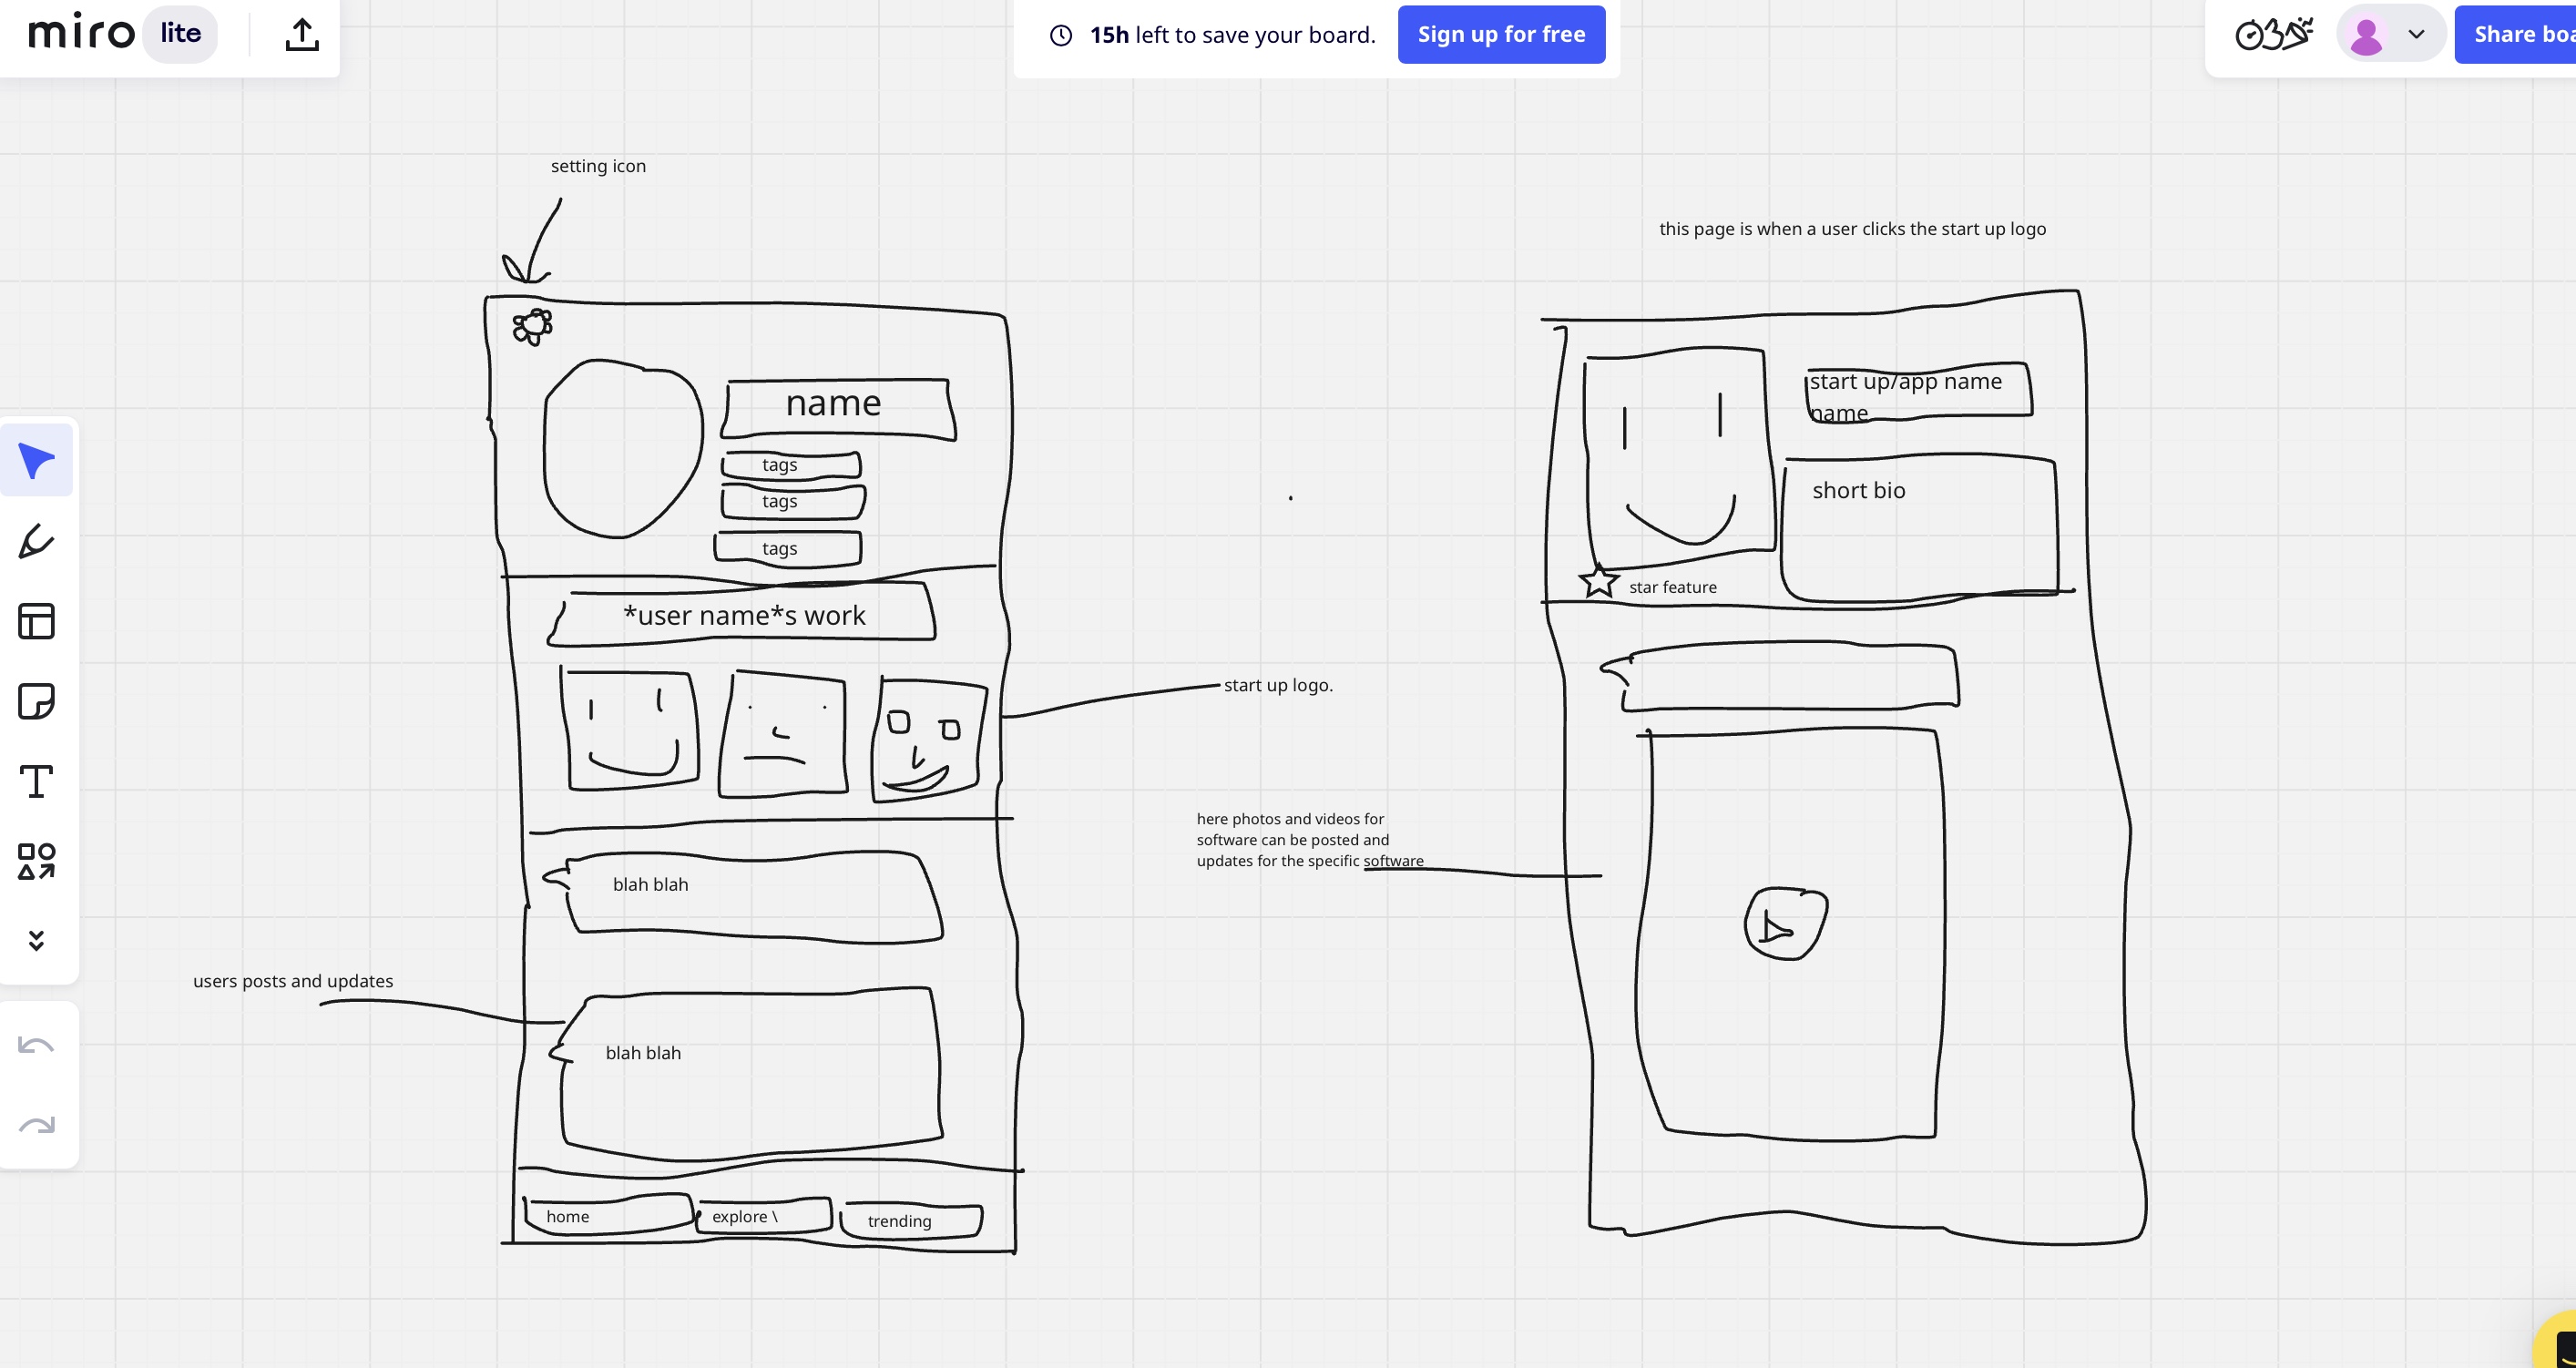 miro lite
15h left to save your board.
Sign up for free
Share boa
setting icon
name
tags
tags
tags
*user name*s work
start up logo.
blah blah
users posts and updates
blah blah
home
explore \
trending
this page is when a user clicks the start up logo
start up/app name
name
short bio
star feature
here photos and videos for
software can be posted and
updates for the specific software